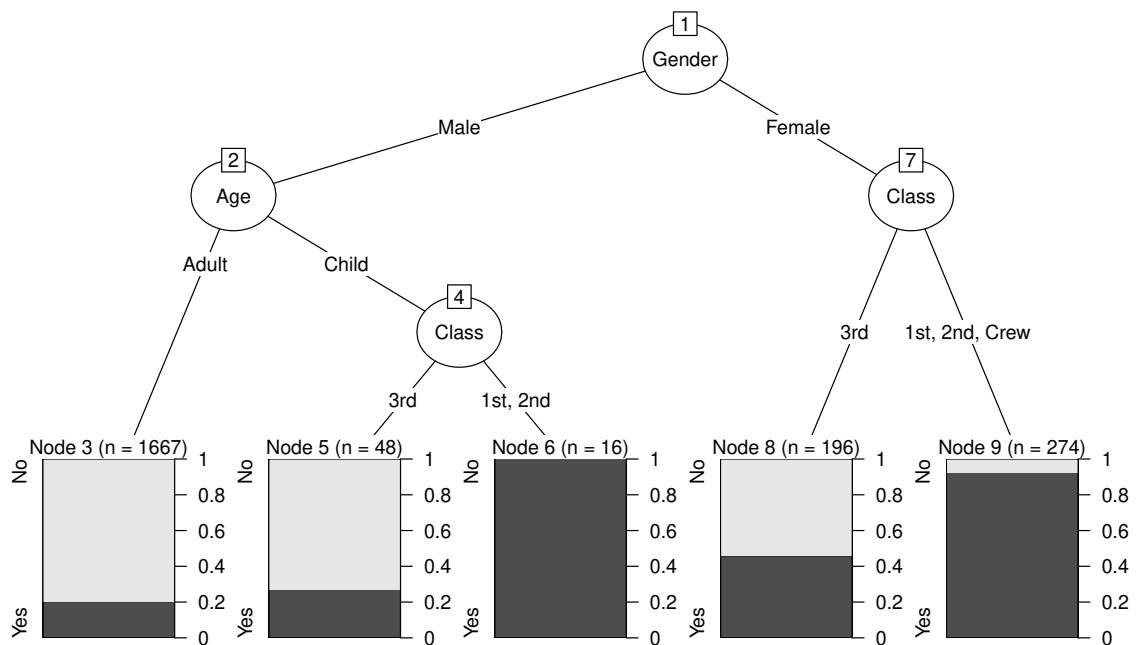 1
Gender
Male
Female
2
Age
7
Class
Adult
Child
4
Class
3rd
1st, 2nd, Crew
3rd
1st, 2nd
Node 3 (n = 1667)
Yes
No
0
0.2
0.4
0.6
0.8
1
Node 5 (n = 48)
Yes
No
0
0.2
0.4
0.6
0.8
1
Node 6 (n = 16)
Yes
No
0
0.2
0.4
0.6
0.8
1
Node 8 (n = 196)
Yes
No
0
0.2
0.4
0.6
0.8
1
Node 9 (n = 274)
Yes
No
0
0.2
0.4
0.6
0.8
1